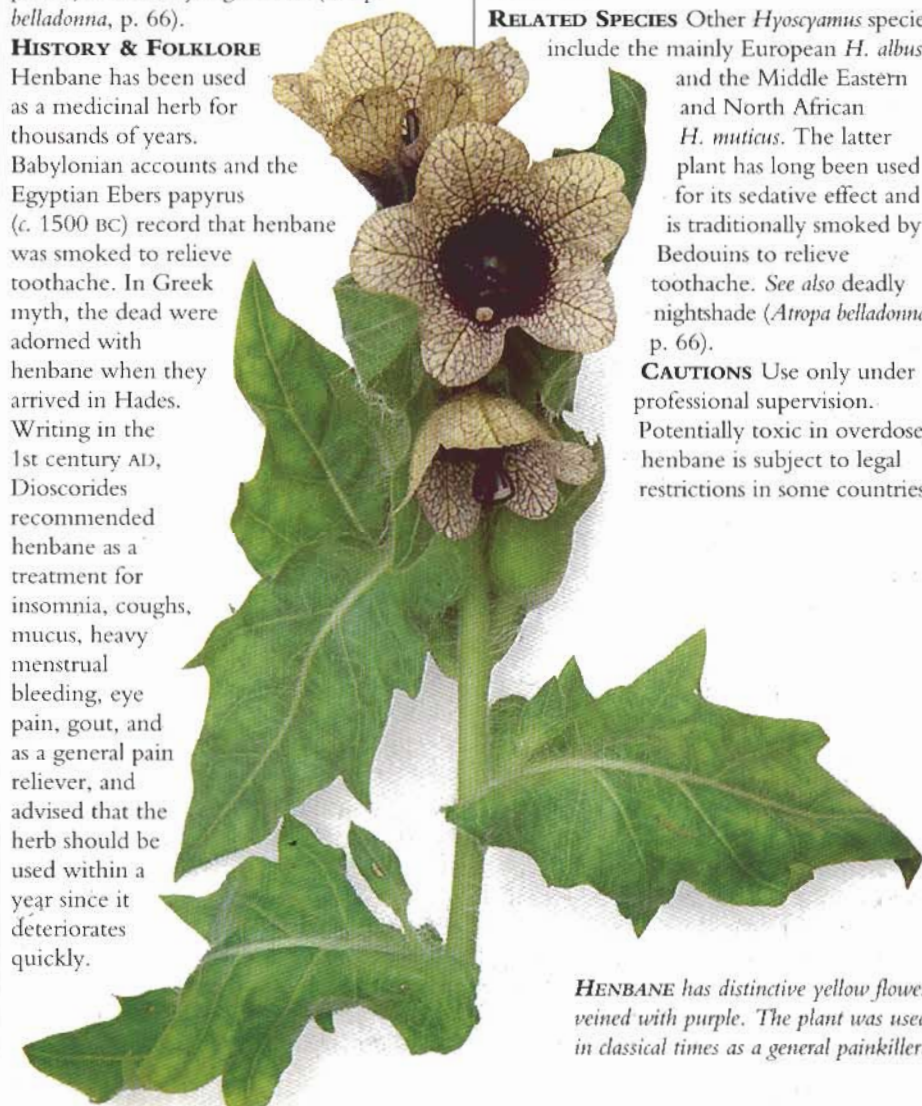 belladonna, p. 66).
HISTORY & FOLKLORE
Henbane has been used
as a medicinal herb for
thousands of years.
Babylonian accounts and the
Egyptian Ebers papyrus
(c. 1500 BC) record that henbane
was smoked to relieve
toothache. In Greek
myth, the dead were
adorned with
henbane when they
arrived in Hades.
Writing in the
1st century AD,
Dioscorides
recommended
henbane as a
treatment for
insomnia, coughs,
mucus, heavy
menstrual
bleeding, eye
pain, gout, and
as a general pain
reliever, and
advised that the
herb should be
used within a
year since it
deteriorates
quickly.
RELATED SPECIES Other Hyoscyamus specie
include the mainly European H. albus
and the Middle Eastern
and North African
H. muticus. The latter
plant has long been used
for its sedative effect and
is traditionally smoked by
Bedouins to relieve
toothache. See also deadly
nightshade (Atropa belladonna
p. 66).
CAUTIONS Use only under
professional supervision.
Potentially toxic in overdose
henbane is subject to legal
restrictions in some countries
HENBANE has distinctive yellow flower
veined with purple. The plant was used
in classical times as a general painkiller